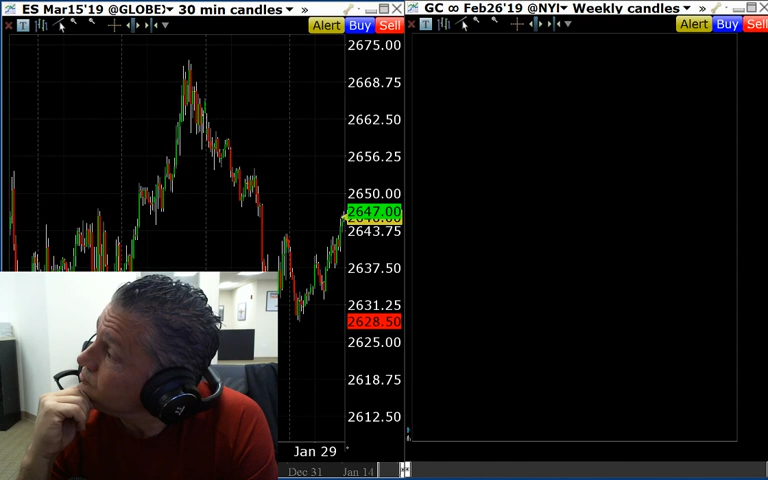 ES Mar15'19 @GLOBEX 30 min candles »
GC ∞ Feb26'19 @NYM Weekly candles »
T
Alert
Buy
Sell
T
Alert
Buy
Sell
2675.00
2668.75
2662.50
2656.25
2650.00
2647.00
2643.75
2637.50
2631.25
2628.50
2625.00
2618.75
2612.50
Jan 29
Dec 31
Jan 14